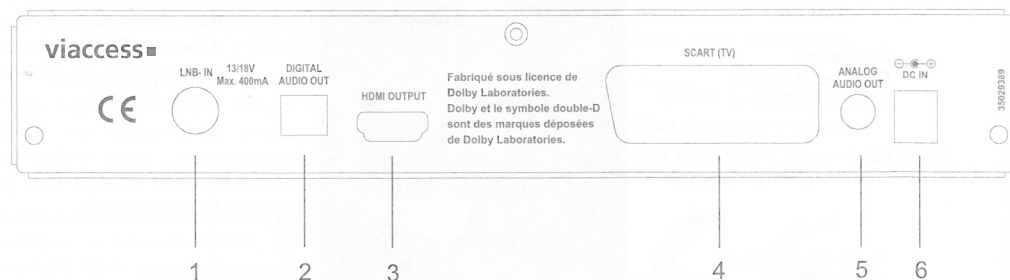 viaccess
CE
LNB- IN
13/18V
Max. 400mA
DIGITAL
AUDIO OUT
HDMI OUTPUT
Fabriqué sous licence de
Dolby Laboratories.
Dolby et le symbole double-D
sont des marques déposées
de Dolby Laboratories.
SCART (TV)
ANALOG
AUDIO OUT
DC IN
35029389
1
2
3
4
5
6